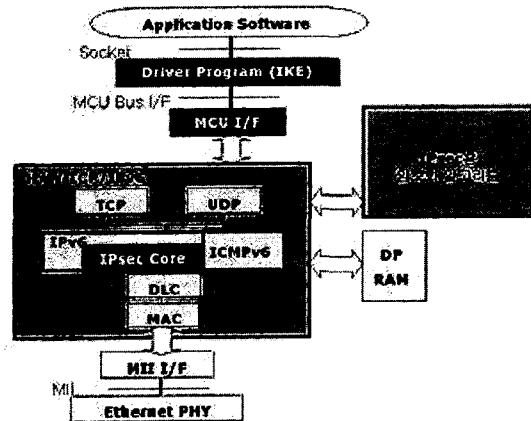 Application Software
Socket
Driver Program (IKE)
MCU Bus I/F
MCU I/F
TCP
UDP
IPv6
IPsec Core
ICMPv6
DP
RAM
DLC
MAC
MII I/F
MII
Ethernet PHY